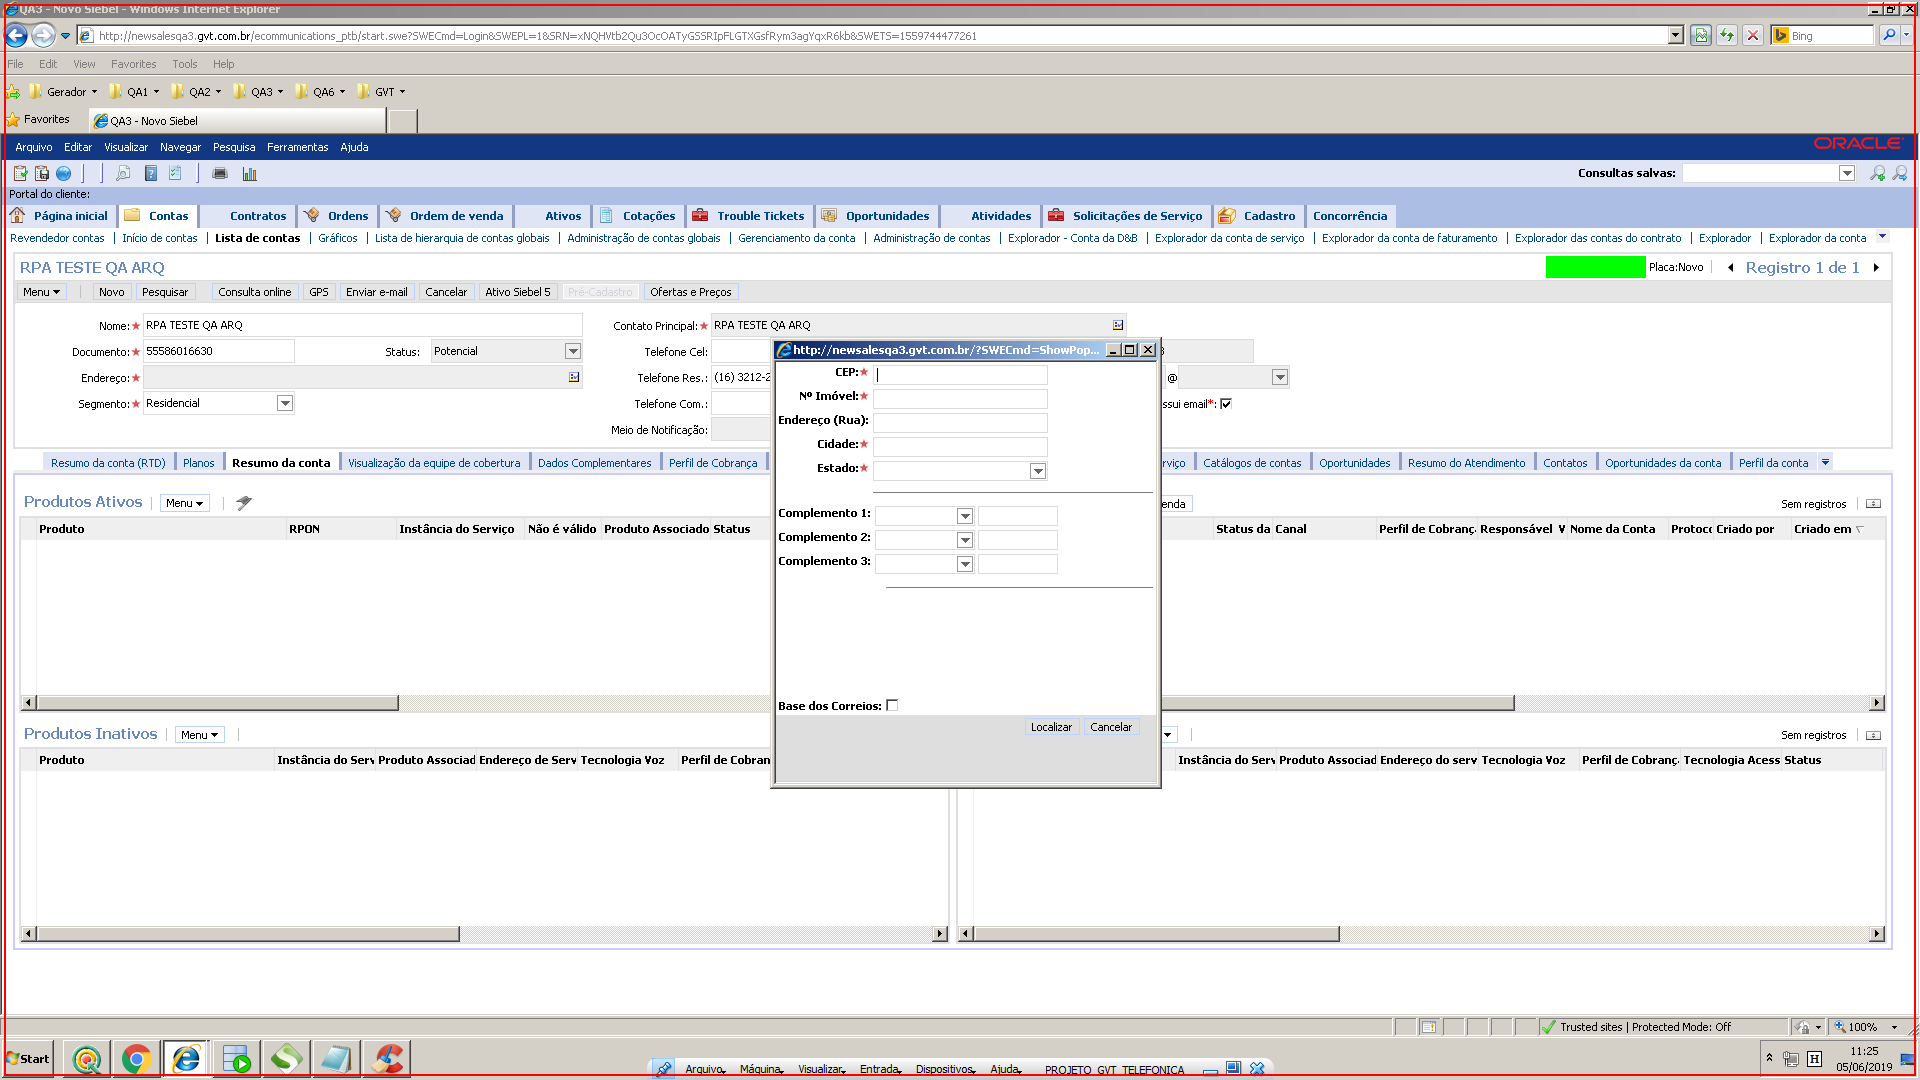 QA3 - Novo Siebel - Windows Internet Explorer
http://newsalesqa3.gvt.com.br/ecommunications_ptb/start.swe?SWECmd=Login&SWEPL=1&SRN=xNQHVtb2Qu3OcOATyGSSRIpFLGTXGsfRym3agYqxR6kb&SWETS=1559744477261
Bing
File Edit View Favorites Tools Help
Gerador QA1 QA2 QA3 QA6 GVT
Favorites QA3 - Novo Siebel
Arquivo Editar Visualizar Navegar Pesquisa Ferramentas Ajuda ORACLE
Consultas salvas:
Portal do cliente:
Página inicial Contas Contratos Ordens Ordem de venda Ativos Cotações Trouble Tickets Oportunidades Atividades Solicitações de Serviço Cadastro Concorrência
Revendedor contas Início de contas Lista de contas Gráficos Lista de hierarquia de contas globais Administração de contas globais Gerenciamento da conta Administração de contas Explorador - Conta da D&B Explorador da conta de serviço Explorador da conta de faturamento Explorador das contas do contrato Explorador Explorador da conta
RPA TESTE QA ARQ Placa:Novo Registro 1 de 1
Menu Novo Pesquisar Consulta online GPS Enviar e-mail Cancelar Ativo Siebel 5 Pré-Cadastro Ofertas e Preços
Nome:★ RPA TESTE QA ARQ Contato Principal:★ RPA TESTE QA ARQ
Documento:★ 55586016630 Status: Potencial Telefone Cel:
Endereço:★ Telefone Res.: (16) 3212-2 @
Segmento:★ Residencial Telefone Com.: ssui email*:
Meio de Notificação:
http://newsalesqa3.gvt.com.br/?SWECmd=ShowPop...
CEP:★
Nº Imóvel:★
Endereço (Rua):
Cidade:★
Estado:★
Complemento 1:
Complemento 2:
Complemento 3:
Base dos Correios:
Localizar Cancelar
Resumo da conta (RTD) Planos Resumo da conta Visualização da equipe de cobertura Dados Complementares Perfil de Cobrança rviço Catálogos de contas Oportunidades Resumo do Atendimento Contatos Oportunidades da conta Perfil da conta
Produtos Ativos Menu enda Sem registros
Produto RPON Instância do Serviço Não é válido Produto Associado Status Status da Canal Perfil de Cobranç Responsável V Nome da Conta Protocc Criado por Criado em
Produtos Inativos Menu Sem registros
Produto Instância do Serv Produto Associad Endereço de Serv Tecnologia Voz Perfil de Cobran Instância do Serv Produto Associad Endereço do serv Tecnologia Voz Perfil de Cobranç Tecnologia Acess Status
Trusted sites | Protected Mode: Off 100%
Start
Arquivo Máquina Visualizar Entrada Dispositivos Ajuda PROJETO_GVT_TELEFONICA
H
11:25
05/06/2019